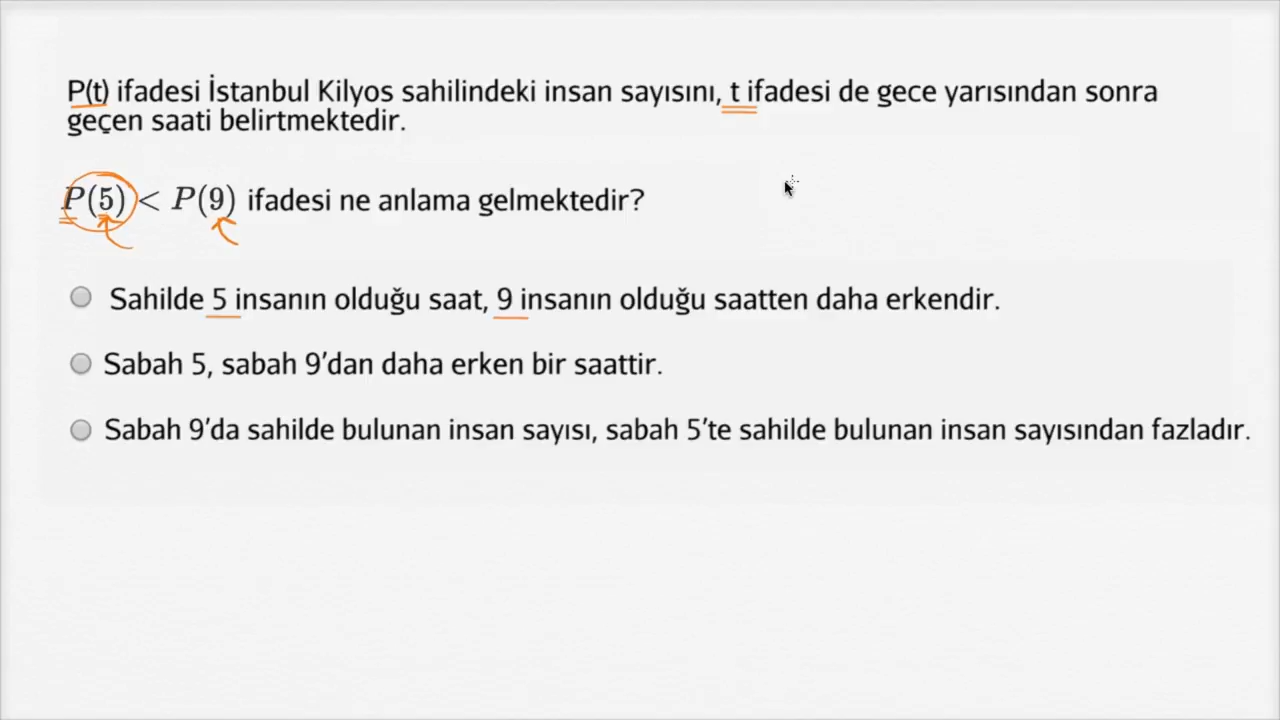 P(t) ifadesi İstanbul Kilyos sahilindeki insan sayısını, t ifadesi de gece yarısından sonra
geçen saati belirtmektedir.
P(5) < P(9) ifadesi ne anlama gelmektedir?
Sahilde 5 insanın olduğu saat, 9 insanın olduğu saatten daha erkendir.
Sabah 5, sabah 9’dan daha erken bir saattir.
Sabah 9’da sahilde bulunan insan sayısı, sabah 5’te sahilde bulunan insan sayısından fazladır.